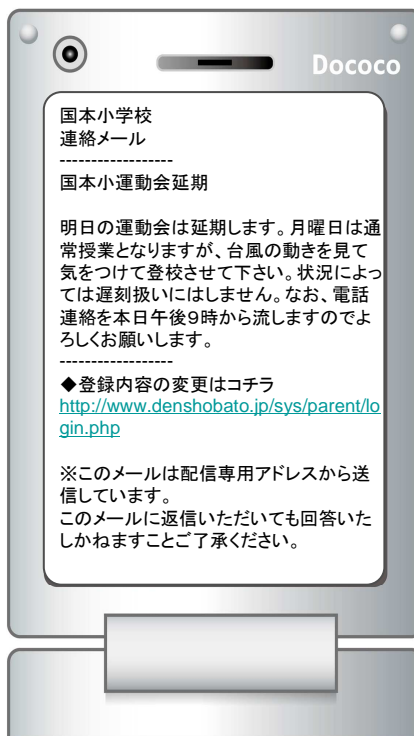 Dococo
国本小学校
連絡メール
------------------
国本小運動会延期
明日の運動会は延期します。月曜日は通
常授業となりますが、台風の動きを見て
気をつけて登校させて下さい。状況によっ
ては遅刻扱いにはしません。なお、電話
連絡を本日午後9時から流しますのでよ
ろしくお願いします。
------------------
◆登録内容の変更はコチラ
http://www.denshobato.jp/sys/parent/lo
gin.php
※このメールは配信専用アドレスから送
信しています。
このメールに返信いただいても回答いた
しかねますことご了承ください。